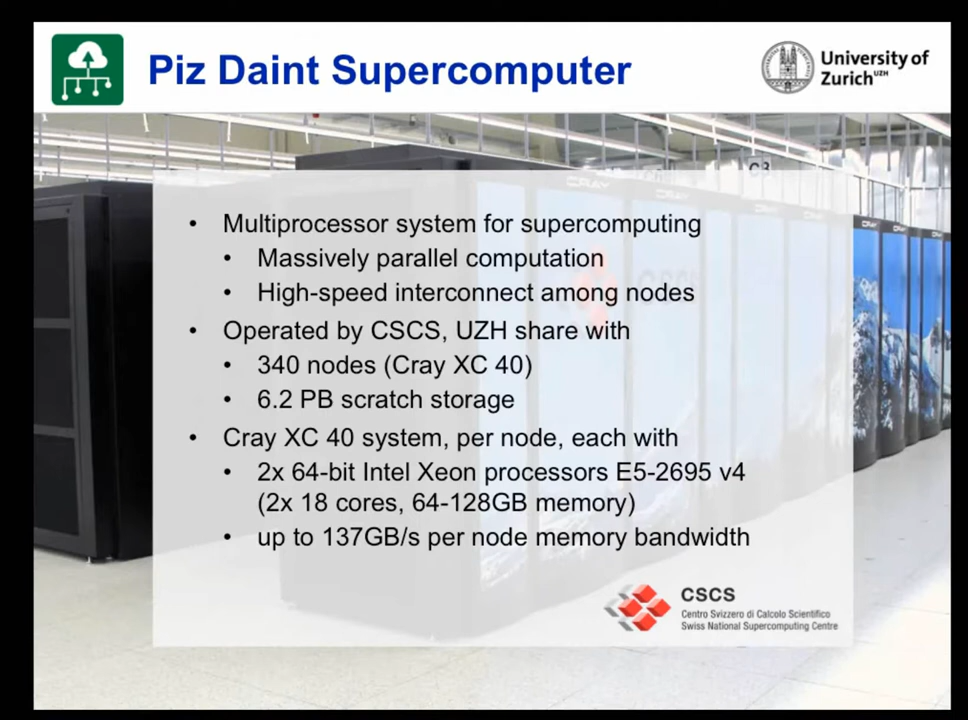 Piz Daint Supercomputer
University of
Zurich UZH
C3
CRAY
• Multiprocessor system for supercomputing
• Massively parallel computation
• High-speed interconnect among nodes
• Operated by CSCS, UZH share with
• 340 nodes (Cray XC 40)
• 6.2 PB scratch storage
• Cray XC 40 system, per node, each with
• 2x 64-bit Intel Xeon processors E5-2695 v4
(2x 18 cores, 64-128GB memory)
• up to 137GB/s per node memory bandwidth
CSCS
Centro Svizzero di Calcolo Scientifico
Swiss National Supercomputing Centre